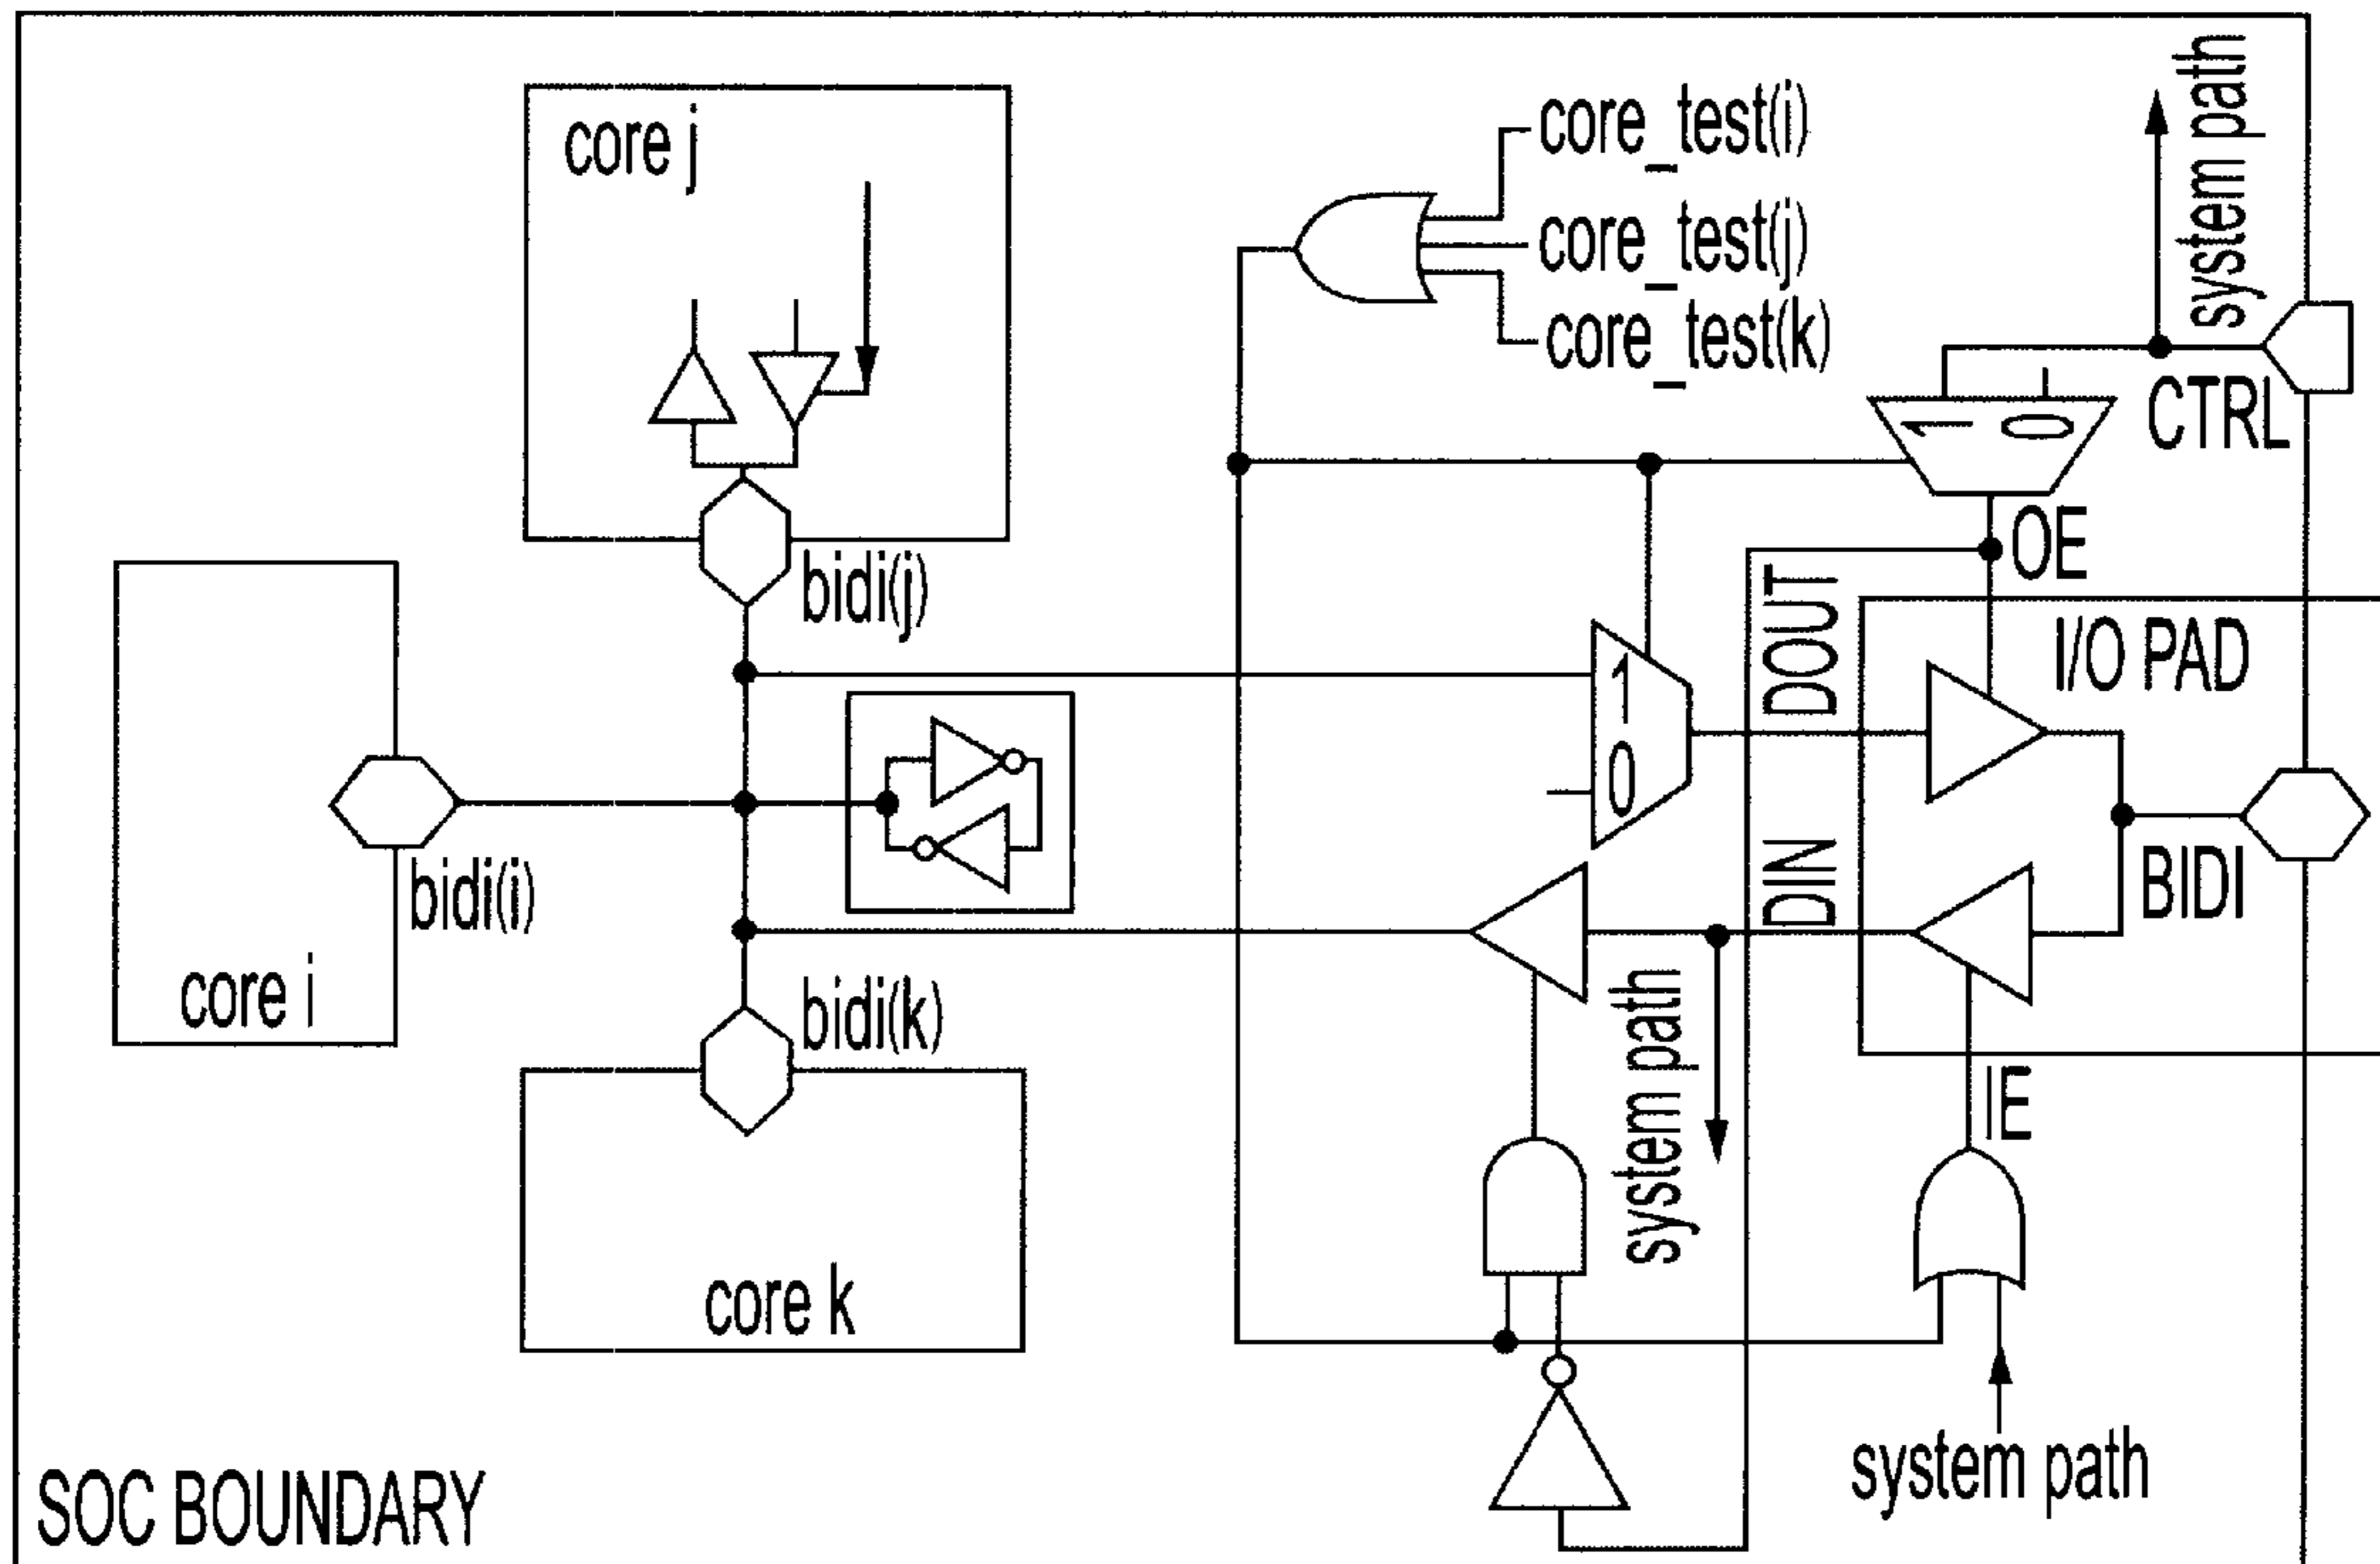 core j
core_test(i)
core_test(j)
core_test(k)
system path
CTRL
1
0
OE
bidi(j)
DOUT
I/O PAD
1
0
bidi(i)
core i
DIN
BIDI
bidi(k)
core k
system path
IE
system path
SOC BOUNDARY